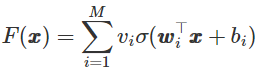 F(𝒙) = ∑_{i=1}^{M} v_i σ(𝒘_i^⊤ 𝒙 + b_i)